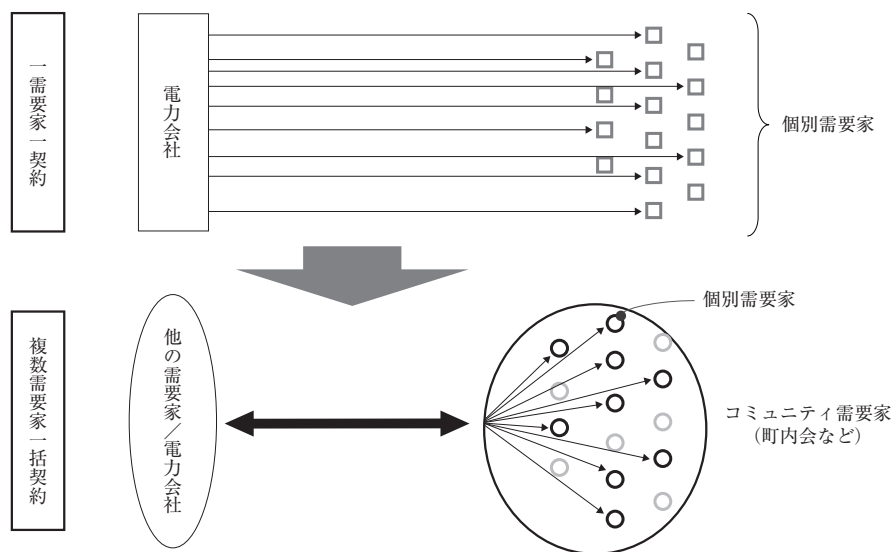 一需要家一契約
電力会社
個別需要家
複数需要家一括契約
他の需要家／電力会社
個別需要家
コミュニティ需要家
（町内会など）